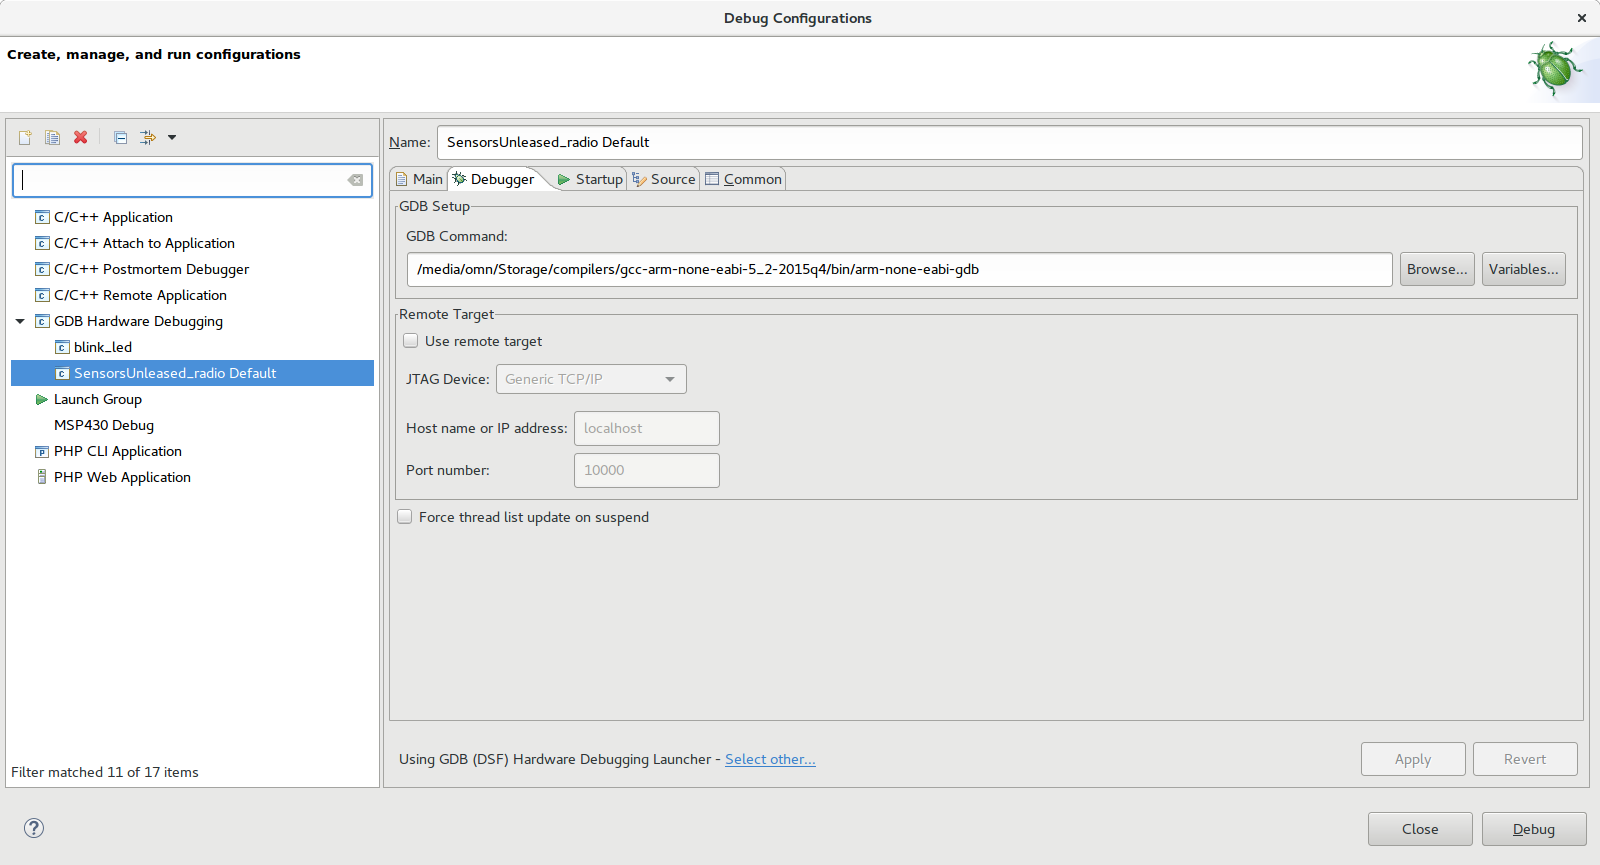 Debug Configurations
Create, manage, and run configurations
C/C++ Application
C/C++ Attach to Application
C/C++ Postmortem Debugger
C/C++ Remote Application
GDB Hardware Debugging
blink_led
SensorsUnleased_radio Default
Launch Group
MSP430 Debug
PHP CLI Application
PHP Web Application
Filter matched 11 of 17 items
Name: SensorsUnleased_radio Default
Main Debugger Startup Source Common
GDB Setup
GDB Command:
/media/omn/Storage/compilers/gcc-arm-none-eabi-5_2-2015q4/bin/arm-none-eabi-gdb Browse... Variables...
Remote Target
Use remote target
JTAG Device: Generic TCP/IP
Host name or IP address: localhost
Port number: 10000
Force thread list update on suspend
Using GDB (DSF) Hardware Debugging Launcher - Select other... Apply Revert
Close Debug